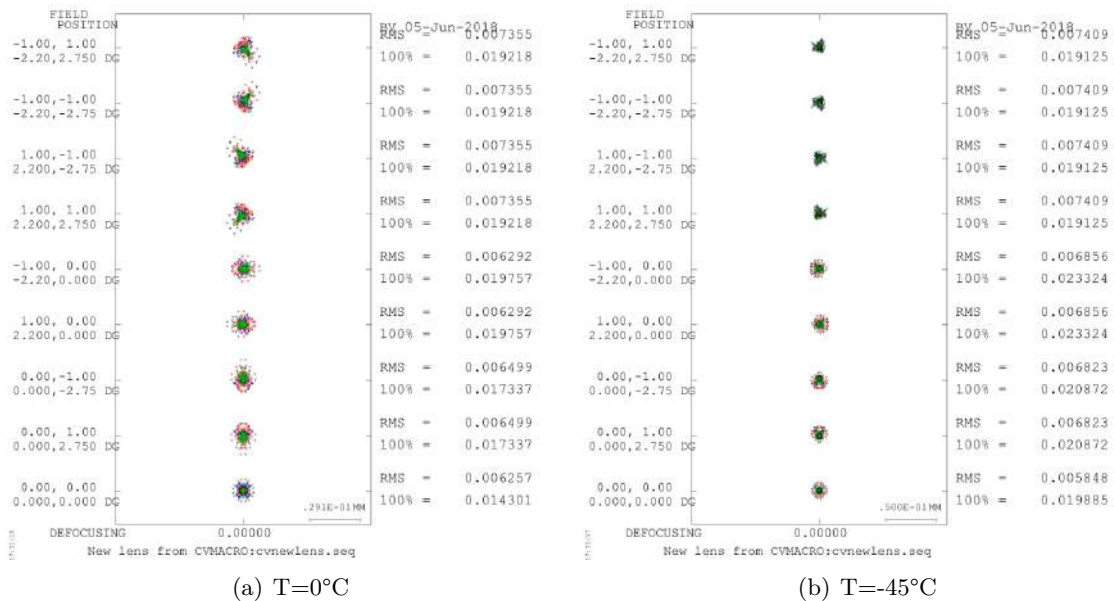 FIELD
POSITION
RV 05-Jun-2018
-1.00, 1.00
-2.20, 2.750 DG
RMS = 0.007355
100% = 0.019218
-1.00,-1.00
-2.20,-2.75 DG
RMS = 0.007355
100% = 0.019218
1.00,-1.00
2.200,-2.75 DG
RMS = 0.007355
100% = 0.019218
1.00, 1.00
2.200,2.750 DG
RMS = 0.007355
100% = 0.019218
-1.00, 0.00
-2.20,0.000 DG
RMS = 0.006292
100% = 0.019757
1.00, 0.00
2.200,0.000 DG
RMS = 0.006292
100% = 0.019757
0.00,-1.00
0.000,-2.75 DG
RMS = 0.006499
100% = 0.017337
0.00, 1.00
0.000,2.750 DG
RMS = 0.006499
100% = 0.017337
0.00, 0.00
0.000,0.000 DG
RMS = 0.006257
100% = 0.014301
.291E-01 MM
DEFOCUSING 0.00000
New lens from CVMACRO:cvnewlens.seq
(a) T=0°C
FIELD
POSITION
RV 05-Jun-2018
-1.00, 1.00
-2.20,2.750 DG
RMS = 0.007409
100% = 0.019125
-1.00,-1.00
-2.20,-2.75 DG
RMS = 0.007409
100% = 0.019125
1.00,-1.00
2.200,-2.75 DG
RMS = 0.007409
100% = 0.019125
1.00, 1.00
2.200,2.750 DG
RMS = 0.007409
100% = 0.019125
-1.00, 0.00
-2.20,0.000 DG
RMS = 0.006856
100% = 0.023324
1.00, 0.00
2.200,0.000 DG
RMS = 0.006856
100% = 0.023324
0.00,-1.00
0.000,-2.75 DG
RMS = 0.006823
100% = 0.020872
0.00, 1.00
0.000,2.750 DG
RMS = 0.006823
100% = 0.020872
0.00, 0.00
0.000,0.000 DG
RMS = 0.005848
100% = 0.019885
.500E-01 MM
DEFOCUSING 0.00000
New lens from CVMACRO:cvnewlens.seq
(b) T=-45°C